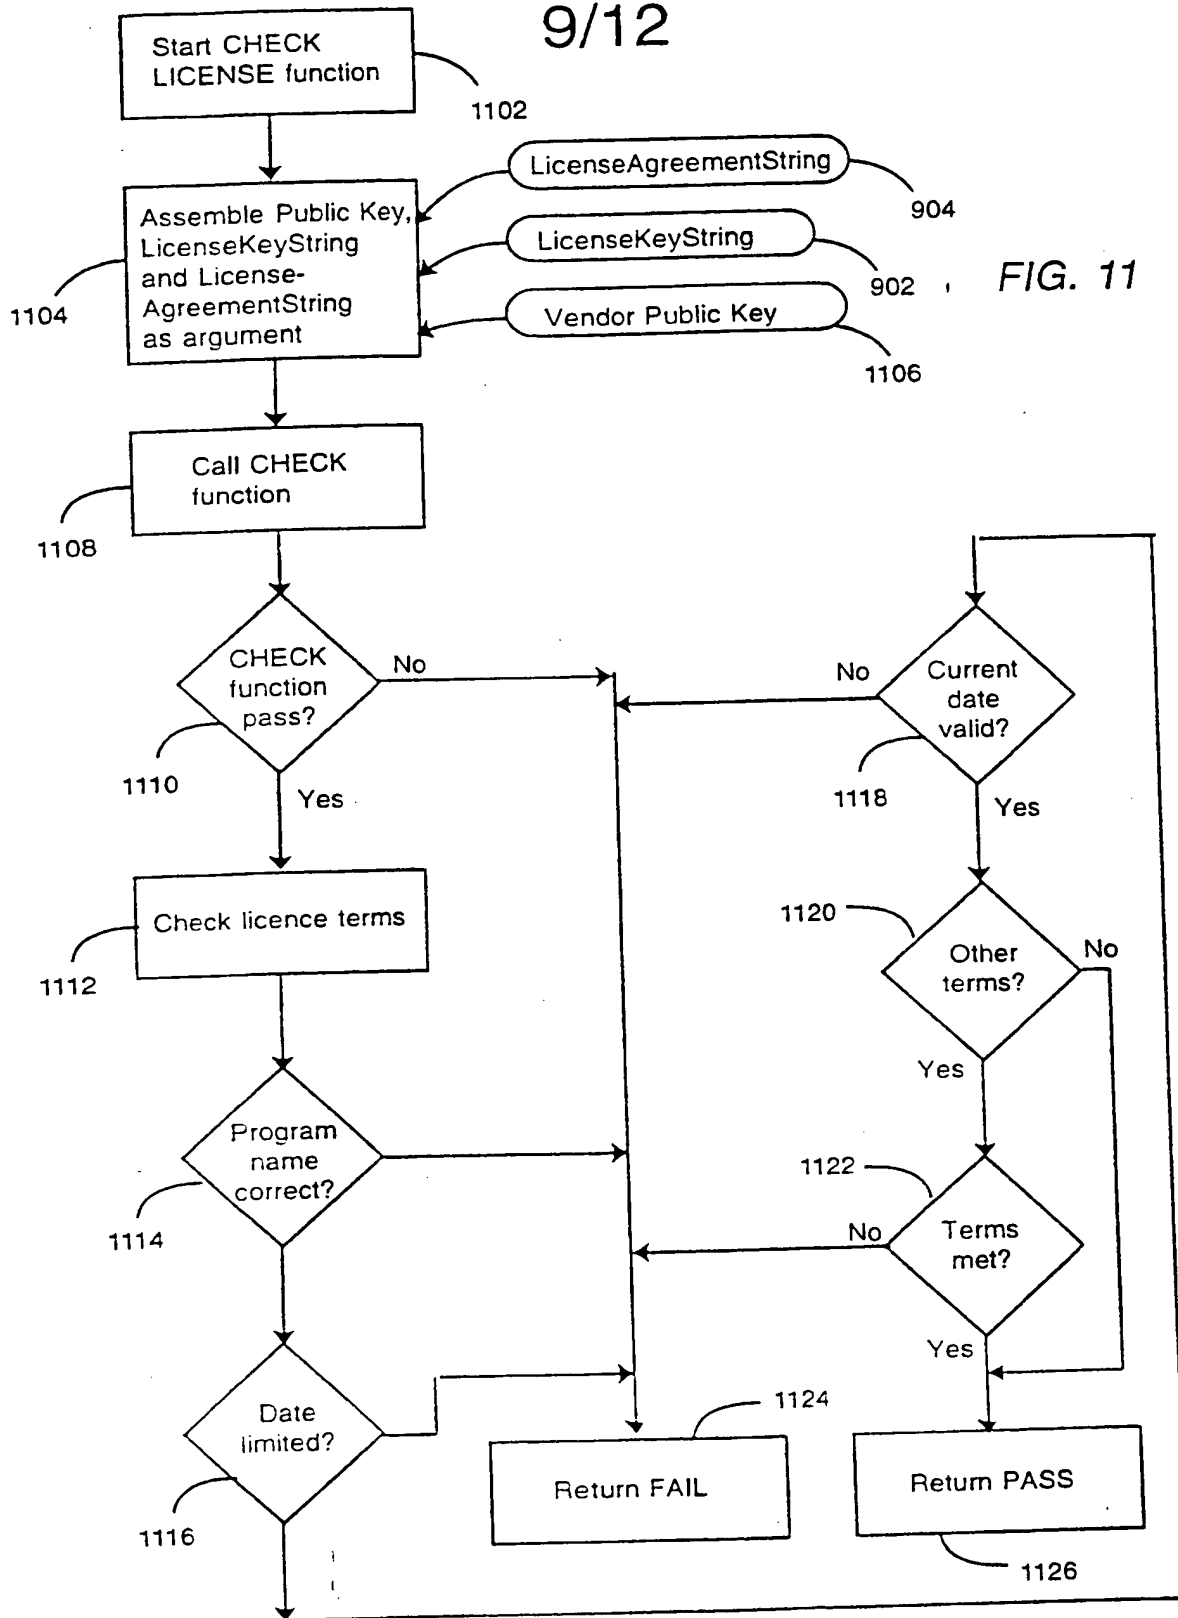 9/12
Start CHECK
LICENSE function
1102
LicenseAgreementString
904
Assemble Public Key,
LicenseKeyString
and License-
AgreementString
as argument
1104
LicenseKeyString
902
FIG. 11
Vendor Public Key
1106
Call CHECK
function
1108
CHECK
function
pass?
No
1110
Yes
Check licence terms
1112
Program
name
correct?
1114
Date
limited?
1116
No
Current
date
valid?
1118
Yes
1120
Other
terms?
No
Yes
1122
Terms
met?
No
Yes
1124
Return FAIL
Return PASS
1126